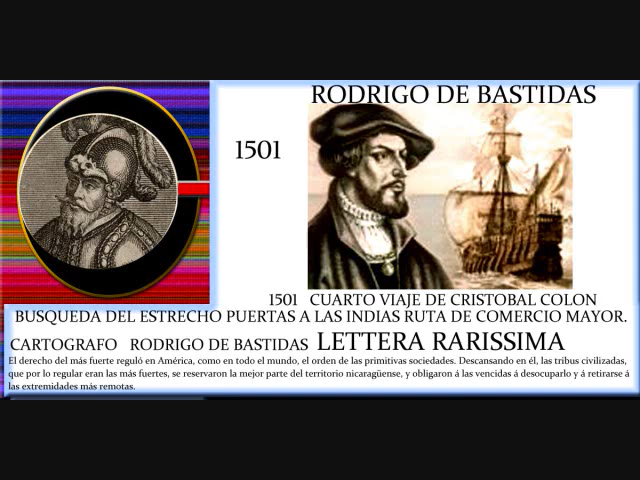 RODRIGO DE BASTIDAS
1501
1501 CUARTO VIAJE DE CRISTOBAL COLON
BUSQUEDA DEL ESTRECHO PUERTAS A LAS INDIAS RUTA DE COMERCIO MAYOR.
CARTOGRAFO RODRIGO DE BASTIDAS LETTERA RARISSIMA
El derecho del más fuerte reguló en América, como en todo el mundo, el orden de las primitivas sociedades. Descansando en él, las tribus civilizadas,
que por lo regular eran las más fuertes, se reservaron la mejor parte del territorio nicaragüense, y obligaron á las vencidas á desocuparlo y á retirarse á
las extremidades más remotas.